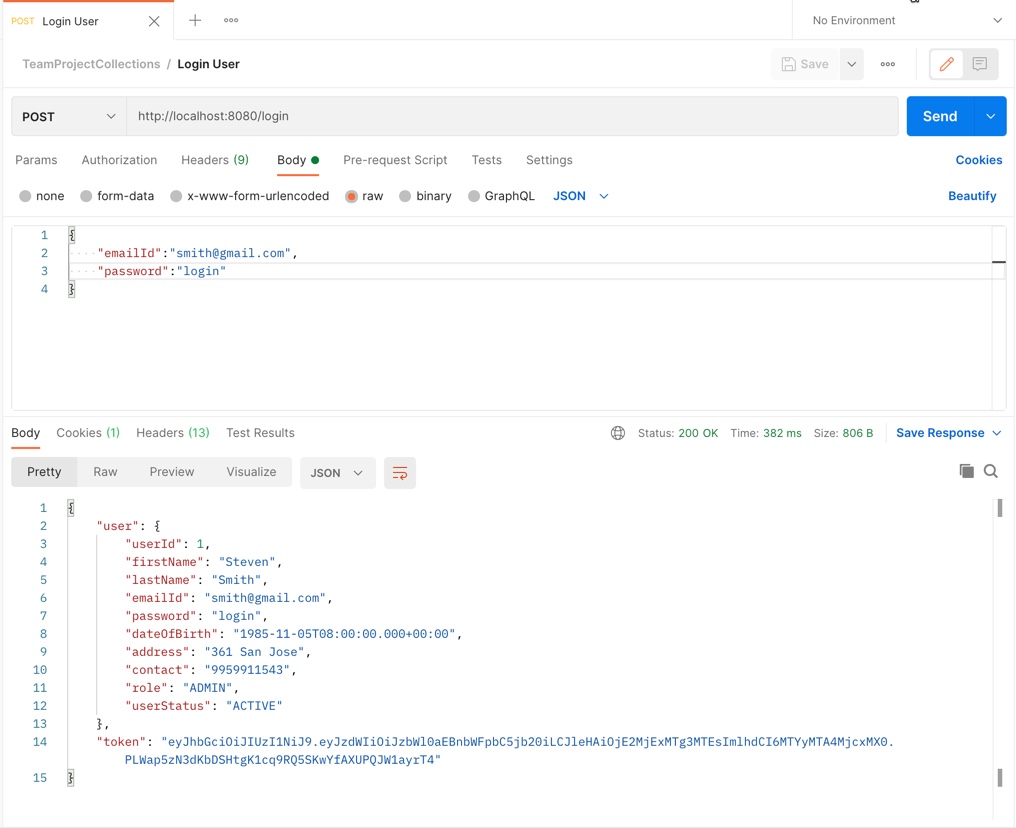 POST Login User
No Environment
TeamProjectCollections / Login User
Save
POST http://localhost:8080/login Send
Params Authorization Headers (9) Body Pre-request Script Tests Settings Cookies
none form-data x-www-form-urlencoded raw binary GraphQL JSON Beautify
1 {
2 "emailId":"smith@gmail.com",
3 "password":"login"
4 }
Body Cookies (1) Headers (13) Test Results Status: 200 OK Time: 382 ms Size: 806 B Save Response
Pretty Raw Preview Visualize JSON
1 {
2 "user": {
3 "userId": 1,
4 "firstName": "Steven",
5 "lastName": "Smith",
6 "emailId": "smith@gmail.com",
7 "password": "login",
8 "dateOfBirth": "1985-11-05T08:00:00.000+00:00",
9 "address": "361 San Jose",
10 "contact": "9959911543",
11 "role": "ADMIN",
12 "userStatus": "ACTIVE"
13 },
14 "token": "eyJhbGciOiJIUzI1NiJ9.eyJzdWIiOiJzbWl0aEBnbWFpbC5jb20iLCJleHAiOjE2MjExMTg3MTEsImlhdCI6MTYyMTA4MjcxMX0.
PLWap5zN3dKbDSHtgK1cq9RQ5SKwYfAXUPQJW1ayrT4"
15 }